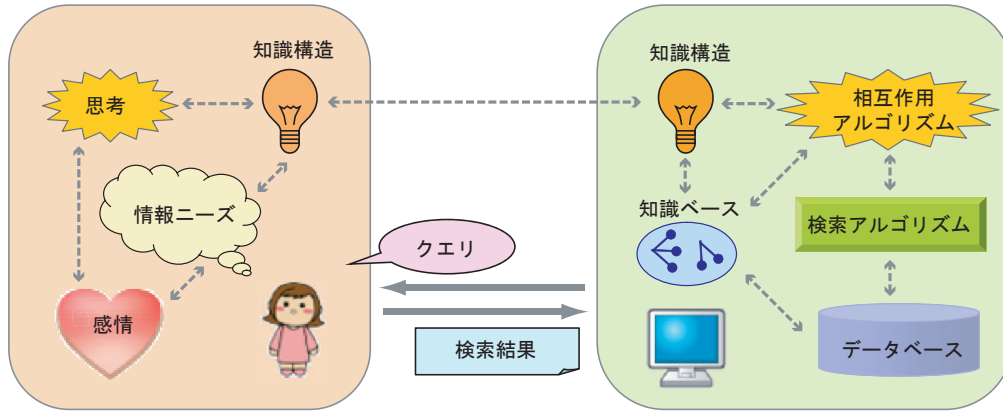 知識構造
思考
情報ニーズ
感情
クエリ
検索結果
知識構造
相互作用
アルゴリズム
知識ベース
検索アルゴリズム
データベース